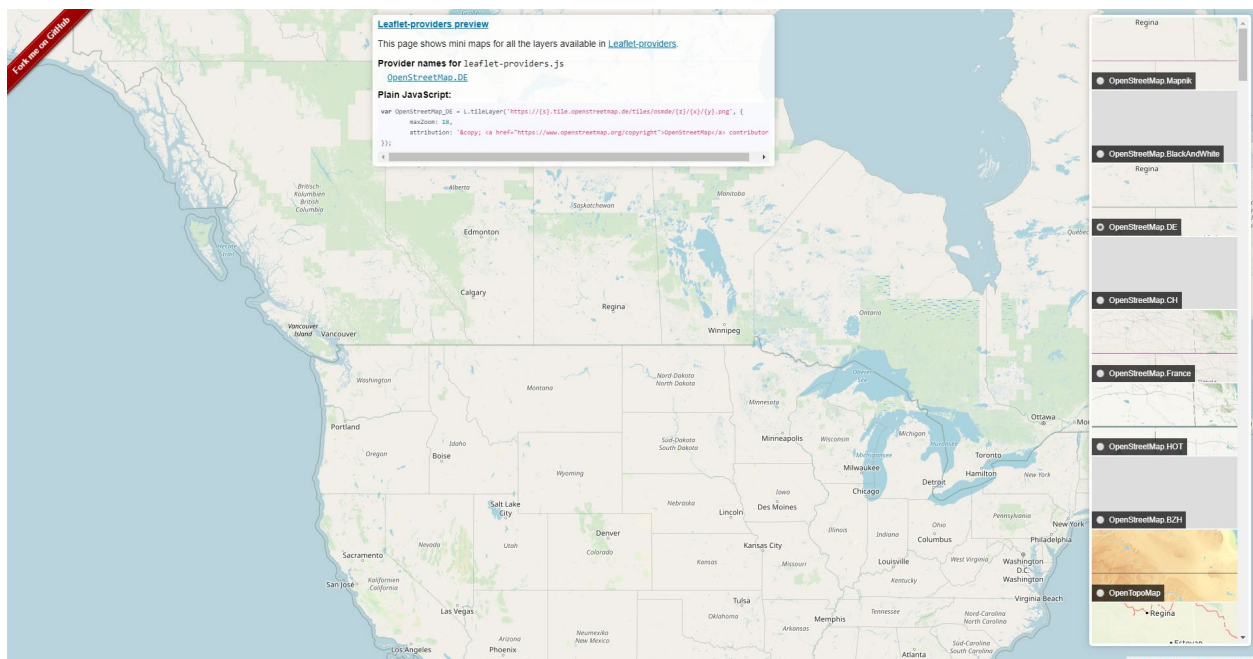 Fork me on GitHub
Leaflet-providers preview
This page shows mini maps for all the layers available in Leaflet-providers.
Provider names for leaflet-providers.js
OpenStreetMap.DE
Plain JavaScript:
var OpenStreetMap_DE = L.tileLayer('https://{s}.tile.openstreetmap.de/tiles/osmde/{z}/{x}/{y}.png', {
maxZoom: 18,
attribution: '&copy; <a href="https://www.openstreetmap.org/copyright">OpenStreetMap</a> contributor
});
Regina
OpenStreetMap.Mapnik
OpenStreetMap.BlackAndWhite
Regina
OpenStreetMap.DE
OpenStreetMap.CH
OpenStreetMap.France
OpenStreetMap.HOT
OpenStreetMap.BZH
OpenTopoMap
Regina
Estevan
Britisch-
Kolumbien
British
Columbia
Alberta
Saskatchewan
Manitoba
Edmonton
Québec
Hecate
Strait
Calgary
Regina
Ontario
Winnipeg
Vancouver
Island
Vancouver
Washington
Montana
Nord-Dakota
North Dakota
Oberer
See
Minnesota
Portland
Ottawa
Oregon
Idaho
Boise
Süd-Dakota
South Dakota
Minneapolis
Wisconsin
Michigan
Huronsee
Michigansee
Toronto
Wyoming
Milwaukee
Hamilton
New York
Iowa
Chicago
Detroit
Salt Lake
City
Nebraska
Lincoln
Des Moines
Pennsylvania
Nevada
Utah
Denver
Colorado
Illinois
Indiana
Ohio
Columbus
New York
Philadelphia
Sacramento
Kansas City
Kansas
Missouri
Louisville
West Virginia
Washington
D.C.
Washington
San José
Kalifornien
California
Kentucky
Virginia Beach
Las Vegas
Tulsa
Oklahoma
Memphis
Tennessee
Nord-Carolina
North Carolina
Arizona
Neumexiko
New Mexico
Arkansas
Los Angeles
Phoenix
Atlanta
Süd-Carolina
South Carolina